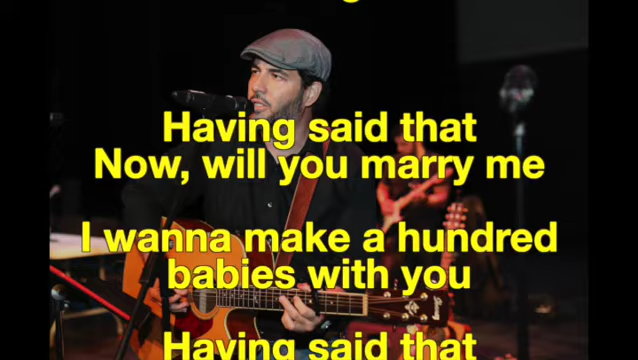 Having said that
Now, will you marry me
I wanna make a hundred
babies with you
Having said that